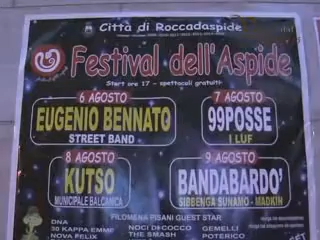 Città di Roccadaspide
Festival dell'Aspide
Start ore 17 - spettacoli gratuiti
6 AGOSTO
EUGENIO BENNATO
STREET BAND
7 AGOSTO
99POSSE
I LUF
8 AGOSTO
KUTSO
MUNICIPALE BALCANICA
9 AGOSTO
BANDABARDO'
SIBBENGA SUNAMO - MADKIN
FILOMENA PISANI GUEST STAR
DNA
30 KAPPA EMME
NOVA FELIX
NOCI DI COCCO
THE SMASH
GEMELLI
POTERICO